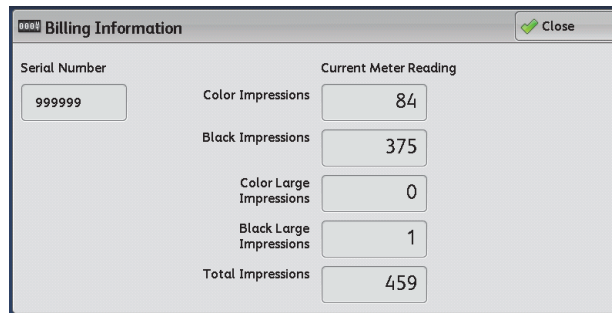 Billing Information
Close
Serial Number
Current Meter Reading
999999
Color Impressions
84
Black Impressions
375
Color Large
Impressions
0
Black Large
Impressions
1
Total Impressions
459